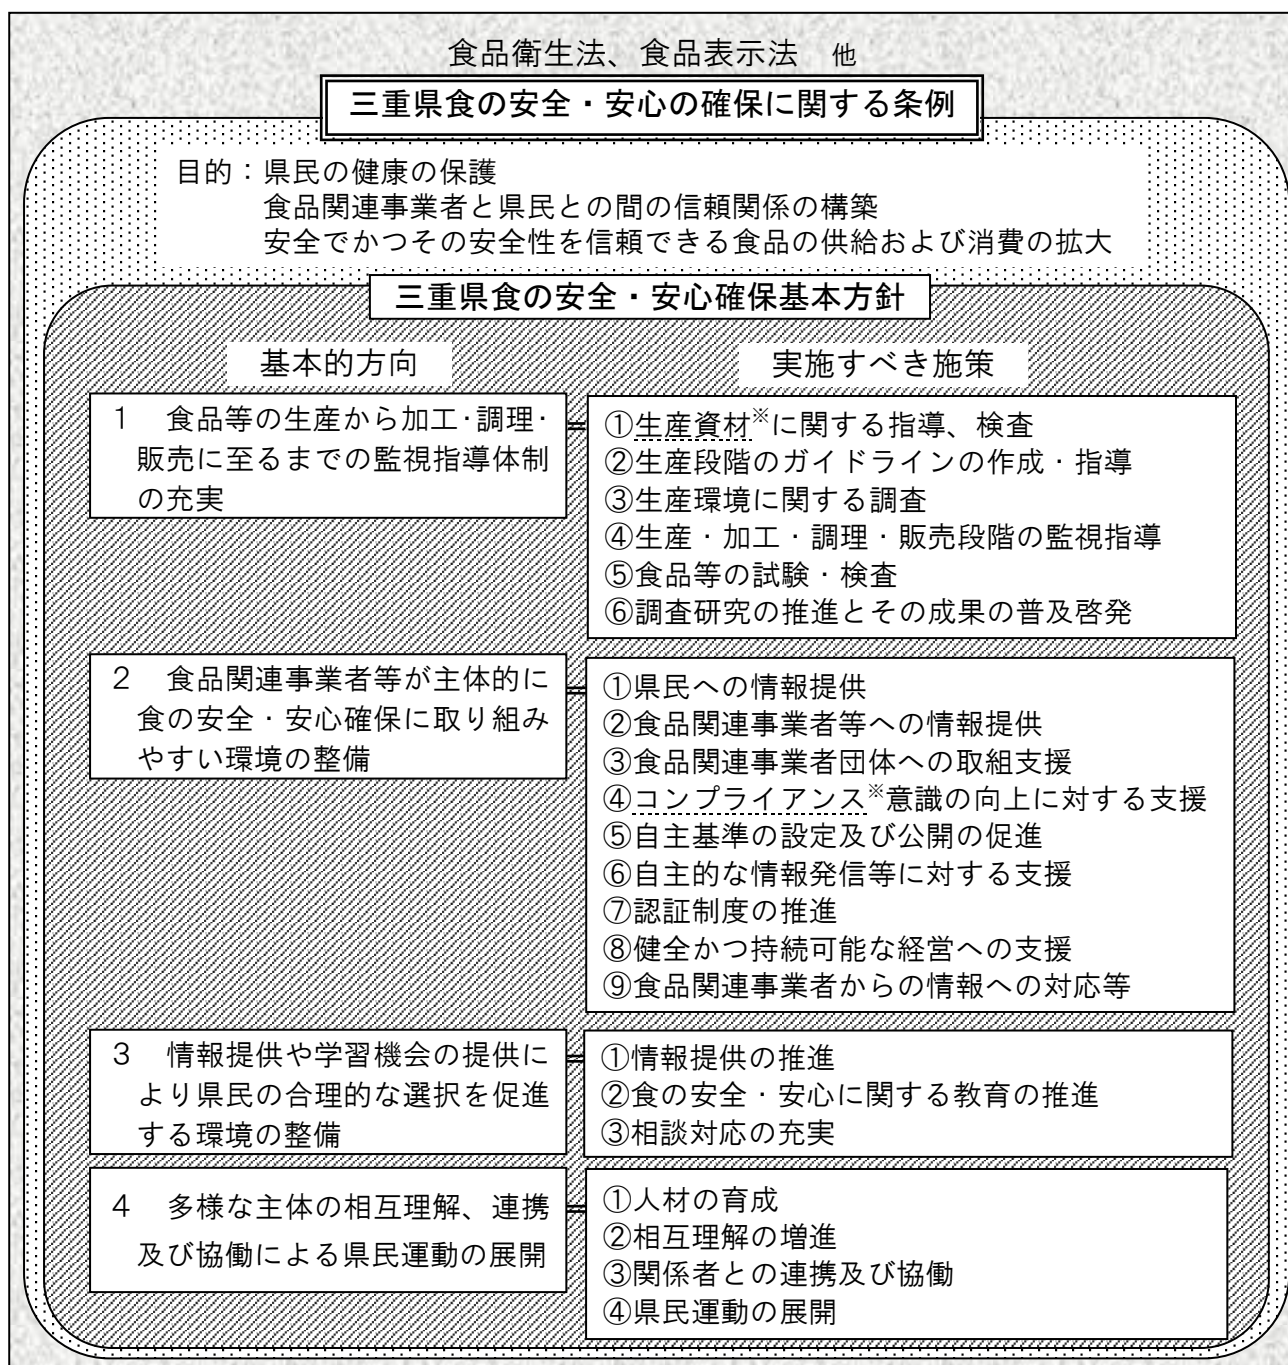 食品衛生法、食品表示法　他
三重県食の安全・安心の確保に関する条例
目的：県民の健康の保護
食品関連事業者と県民との間の信頼関係の構築
安全でかつその安全性を信頼できる食品の供給および消費の拡大
三重県食の安全・安心確保基本方針
基本的方向
実施すべき施策
１　食品等の生産から加工・調理・
販売に至るまでの監視指導体制
の充実
①生産資材※に関する指導、検査
②生産段階のガイドラインの作成・指導
③生産環境に関する調査
④生産・加工・調理・販売段階の監視指導
⑤食品等の試験・検査
⑥調査研究の推進とその成果の普及啓発
２　食品関連事業者等が主体的に
食の安全・安心確保に取り組み
やすい環境の整備
①県民への情報提供
②食品関連事業者等への情報提供
③食品関連事業者団体への取組支援
④コンプライアンス※意識の向上に対する支援
⑤自主基準の設定及び公開の促進
⑥自主的な情報発信等に対する支援
⑦認証制度の推進
⑧健全かつ持続可能な経営への支援
⑨食品関連事業者からの情報への対応等
３　情報提供や学習機会の提供に
より県民の合理的な選択を促進
する環境の整備
①情報提供の推進
②食の安全・安心に関する教育の推進
③相談対応の充実
４　多様な主体の相互理解、連携
及び協働による県民運動の展開
①人材の育成
②相互理解の増進
③関係者との連携及び協働
④県民運動の展開